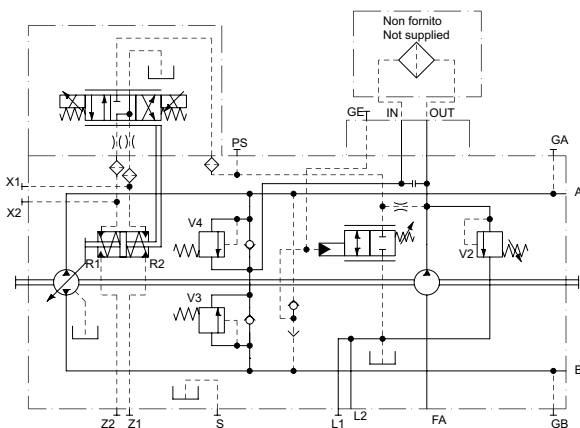 Non fornito
Not supplied
GE
IN
OUT
PS
GA
X1
A
X2
V4
V2
R1
R2
V3
B
Z2
Z1
S
L1
L2
FA
GB